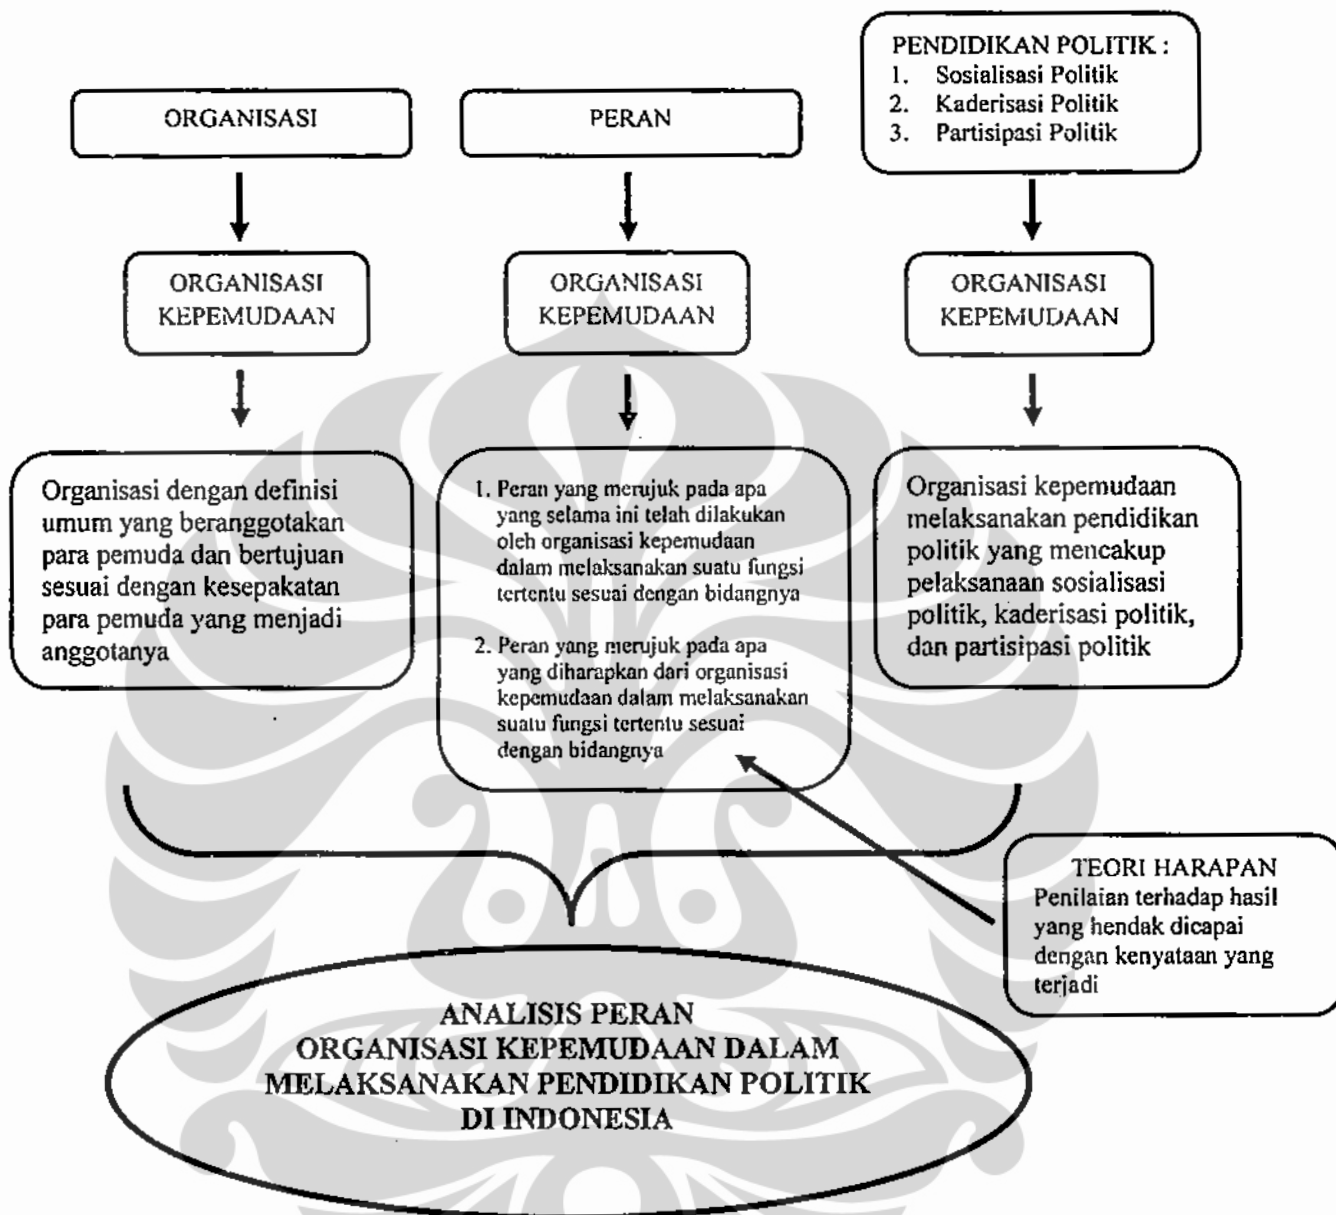 ORGANISASI
PERAN
PENDIDIKAN POLITIK :
1. Sosialisasi Politik
2. Kaderisasi Politik
3. Partisipasi Politik
ORGANISASI
KEPEMUDAAN
ORGANISASI
KEPEMUDAAN
ORGANISASI
KEPEMUDAAN
Organisasi dengan definisi
umum yang beranggotakan
para pemuda dan bertujuan
sesuai dengan kesepakatan
para pemuda yang menjadi
anggotanya
1. Peran yang merujuk pada apa
yang selama ini telah dilakukan
oleh organisasi kepemudaan
dalam melaksanakan suatu fungsi
tertentu sesuai dengan bidangnya
2. Peran yang merujuk pada apa
yang diharapkan dari organisasi
kepemudaan dalam melaksanakan
suatu fungsi tertentu sesuai
dengan bidangnya
Organisasi kepemudaan
melaksanakan pendidikan
politik yang mencakup
pelaksanaan sosialisasi
politik, kaderisasi politik,
dan partisipasi politik
TEORI HARAPAN
Penilaian terhadap hasil
yang hendak dicapai
dengan kenyataan yang
terjadi
ANALISIS PERAN
ORGANISASI KEPEMUDAAN DALAM
MELAKSANAKAN PENDIDIKAN POLITIK
DI INDONESIA